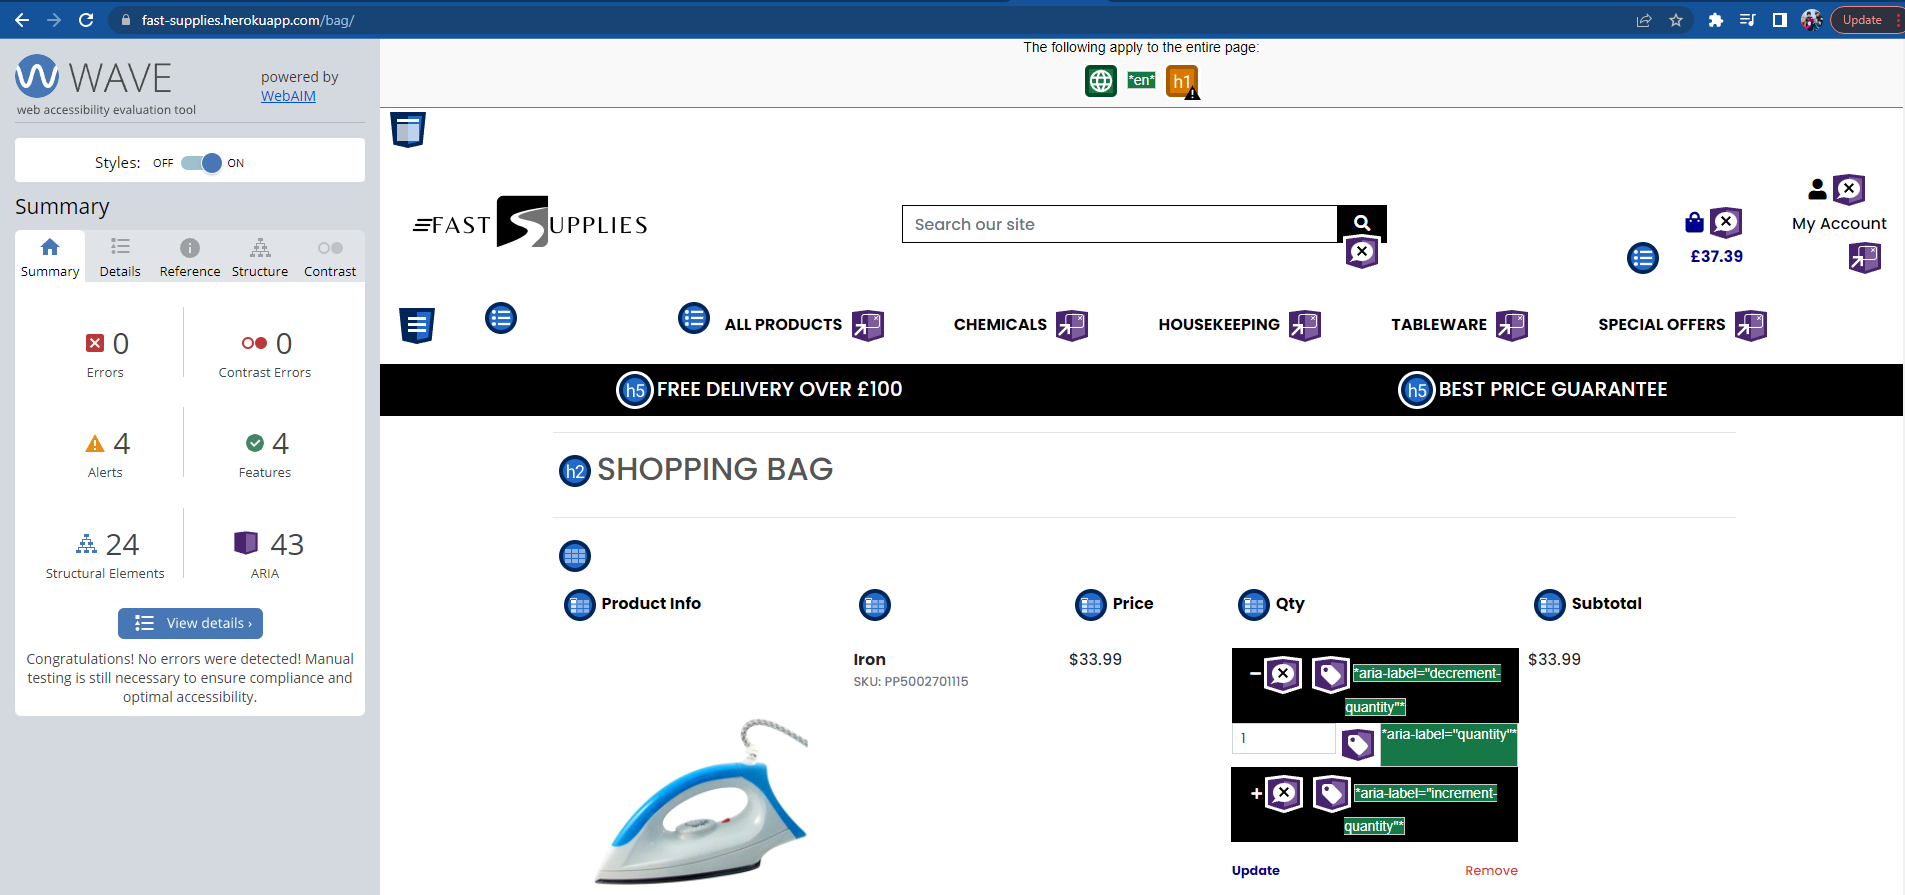 fast-supplies.herokuapp.com/bag/
Update
WAVE
web accessibility evaluation tool
powered by
WebAIM
Styles: OFF ON
Summary
Summary Details Reference Structure Contrast
0
Errors
0
Contrast Errors
4
Alerts
4
Features
24
Structural Elements
43
ARIA
View details ›
Congratulations! No errors were detected! Manual
testing is still necessary to ensure compliance and
optimal accessibility.
The following apply to the entire page:
*en* h1
FAST SUPPLIES
Search our site
£37.39
My Account
ALL PRODUCTS CHEMICALS HOUSEKEEPING TABLEWARE SPECIAL OFFERS
h5 FREE DELIVERY OVER £100
h5 BEST PRICE GUARANTEE
h2 SHOPPING BAG
Product Info Price Qty Subtotal
Iron
SKU: PP5002701115
$33.99
− *aria-label="decrement-
quantity"*
1 *aria-label="quantity"*
+ *aria-label="increment-
quantity"*
Update Remove
$33.99